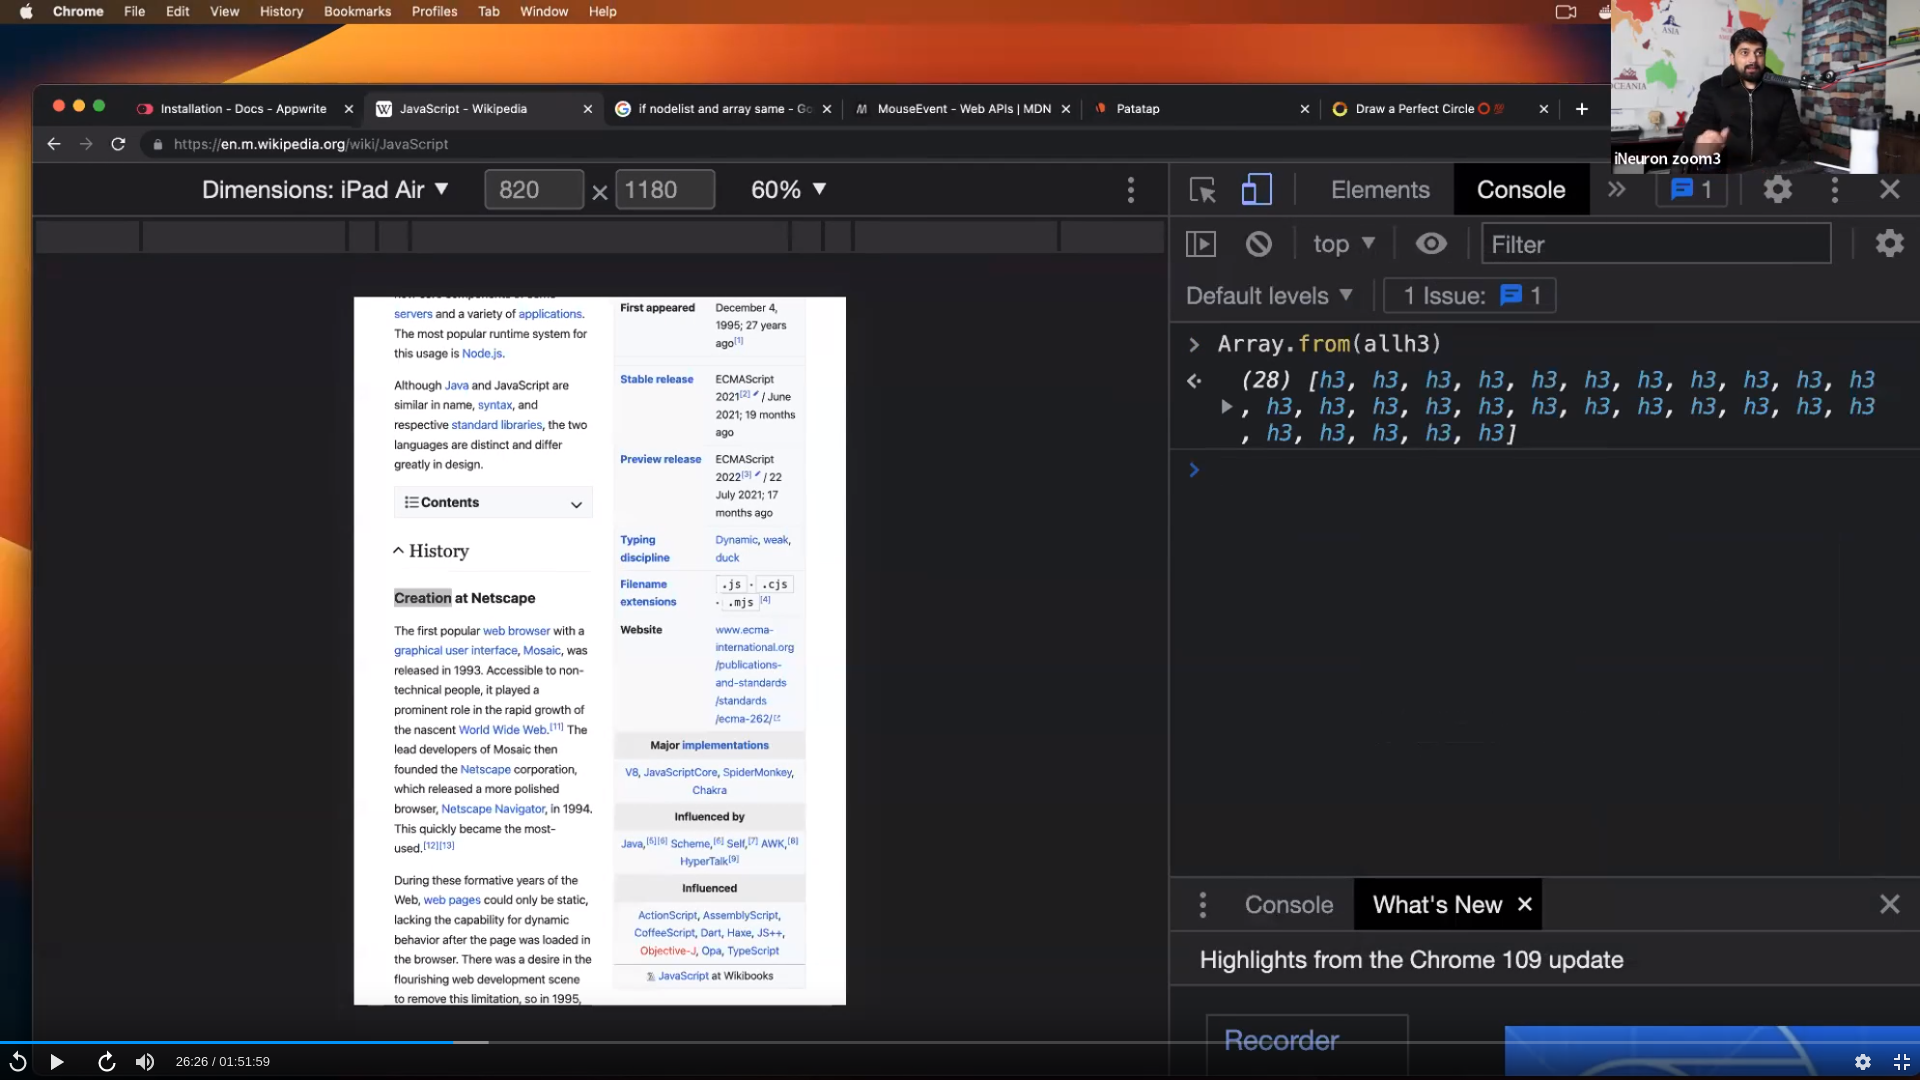 Chrome File Edit View History Bookmarks Profiles Tab Window Help
Installation - Docs - Appwrite
JavaScript - Wikipedia
if nodelist and array same - Go
MouseEvent - Web APIs | MDN
Patatap
Draw a Perfect Circle
ASIA
OCEANIA
iNeuron zoom3
https://en.m.wikipedia.org/wiki/JavaScript
Dimensions: iPad Air ▼ 820 × 1180 60% ▼
Elements Console » 1
top ▼ Filter
Default levels ▼ 1 Issue: 1
servers and a variety of applications.
The most popular runtime system for
this usage is Node.js.
Although Java and JavaScript are
similar in name, syntax, and
respective standard libraries, the two
languages are distinct and differ
greatly in design.
Contents
History
Creation at Netscape
The first popular web browser with a
graphical user interface, Mosaic, was
released in 1993. Accessible to non-
technical people, it played a
prominent role in the rapid growth of
the nascent World Wide Web.[11] The
lead developers of Mosaic then
founded the Netscape corporation,
which released a more polished
browser, Netscape Navigator, in 1994.
This quickly became the most-
used.[12][13]
During these formative years of the
Web, web pages could only be static,
lacking the capability for dynamic
behavior after the page was loaded in
the browser. There was a desire in the
flourishing web development scene
to remove this limitation, so in 1995,
First appeared December 4,
1995; 27 years
ago[1]
Stable release ECMAScript
2021[2] / June
2021; 19 months
ago
Preview release ECMAScript
2022[3] / 22
July 2021; 17
months ago
Typing Dynamic, weak,
discipline duck
Filename .js · .cjs
extensions · .mjs [4]
Website www.ecma-
international.org
/publications-
and-standards
/standards
/ecma-262/
Major implementations
V8, JavaScriptCore, SpiderMonkey,
Chakra
Influenced by
Java,[5][6] Scheme,[6] Self,[7] AWK,[8]
HyperTalk[9]
Influenced
ActionScript, AssemblyScript,
CoffeeScript, Dart, Haxe, JS++,
Objective-J, Opa, TypeScript
JavaScript at Wikibooks
> Array.from(allh3)
(28) [h3, h3, h3, h3, h3, h3, h3, h3, h3, h3, h3
, h3, h3, h3, h3, h3, h3, h3, h3, h3, h3, h3, h3
, h3, h3, h3, h3, h3]
>
Console What's New ×
Highlights from the Chrome 109 update
Recorder
26:26 / 01:51:59